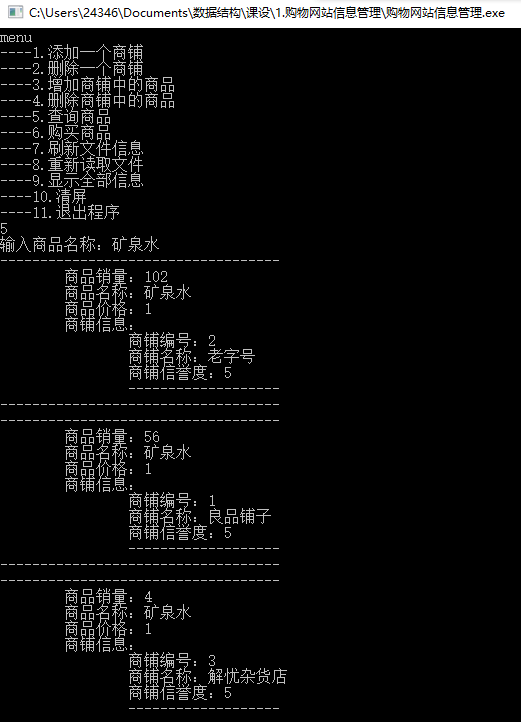 C:\Users\24346\Documents\数据结构\课设\1.购物网站信息管理\购物网站信息管理.exe
menu
----1.添加一个商铺
----2.删除一个商铺
----3.增加商铺中的商品
----4.删除商铺中的商品
----5.查询商品
----6.购买商品
----7.刷新文件信息
----8.重新读取文件
----9.显示全部信息
----10.清屏
----11.退出程序
5
输入商品名称：矿泉水
-----------------------------------
商品销量：102
商品名称：矿泉水
商品价格：1
商铺信息：
商铺编号：2
商铺名称：老字号
商铺信誉度：5
-------------------
-----------------------------------
-----------------------------------
商品销量：56
商品名称：矿泉水
商品价格：1
商铺信息：
商铺编号：1
商铺名称：良品铺子
商铺信誉度：5
-------------------
-----------------------------------
-----------------------------------
商品销量：4
商品名称：矿泉水
商品价格：1
商铺信息：
商铺编号：3
商铺名称：解忧杂货店
商铺信誉度：5
-------------------